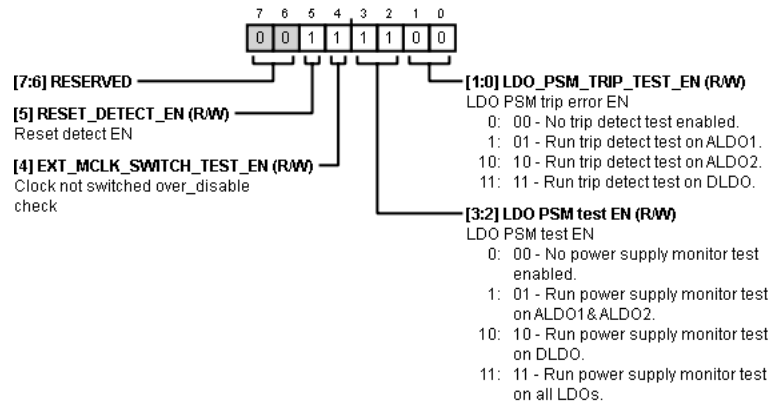 7 6 5 4 3 2 1 0
0 0 1 1 1 1 0 0
[7:6] RESERVED
[5] RESET_DETECT_EN (R/W)
Reset detect EN
[4] EXT_MCLK_SWITCH_TEST_EN (R/W)
Clock not switched over_disable
check
[1:0] LDO_PSM_TRIP_TEST_EN (R/W)
LDO PSM trip error EN
0: 00 - No trip detect test enabled.
1: 01 - Run trip detect test on ALDO1.
10: 10 - Run trip detect test on ALDO2.
11: 11 - Run trip detect test on DLDO.
[3:2] LDO PSM test EN (R/W)
LDO PSM test EN
0: 00 - No power supply monitor test
enabled.
1: 01 - Run power supply monitor test
on ALDO1 & ALDO2.
10: 10 - Run power supply monitor test
on DLDO.
11: 11 - Run power supply monitor test
on all LDOs.